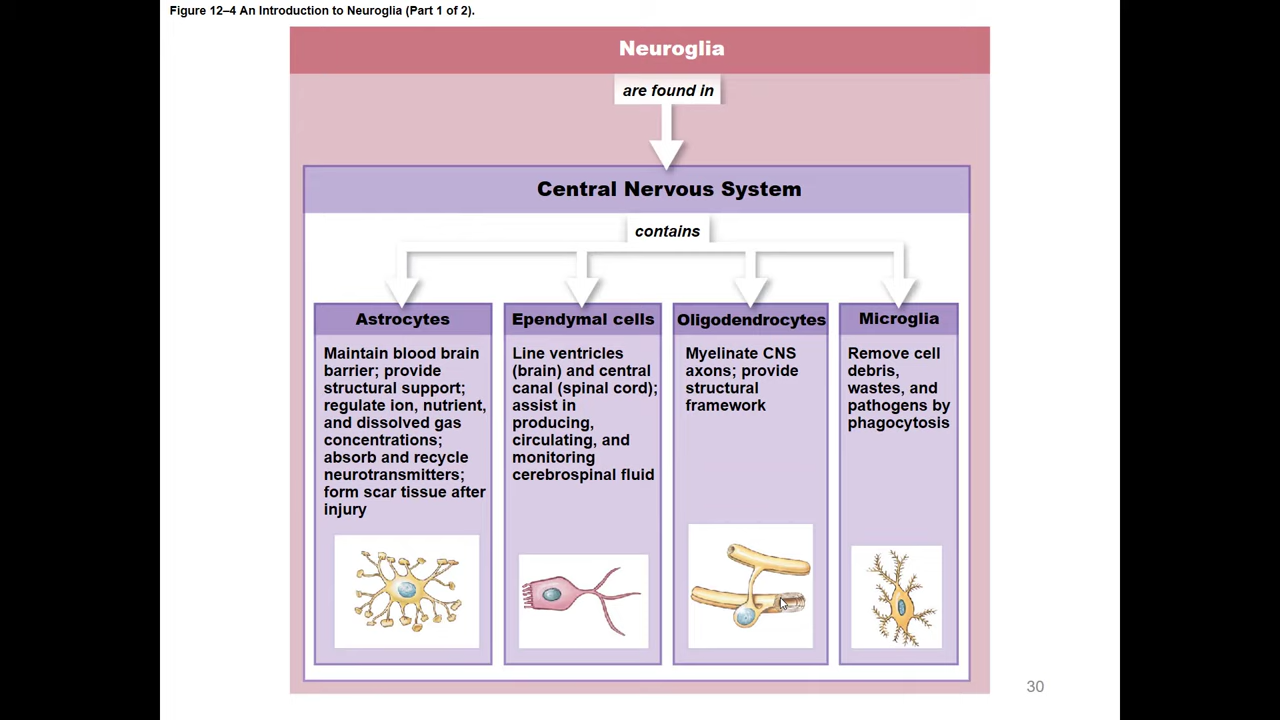 Figure 12–4 An Introduction to Neuroglia (Part 1 of 2).
Neuroglia
are found in
Central Nervous System
contains
Astrocytes
Maintain blood brain
barrier; provide
structural support;
regulate ion, nutrient,
and dissolved gas
concentrations;
absorb and recycle
neurotransmitters;
form scar tissue after
injury
Ependymal cells
Line ventricles
(brain) and central
canal (spinal cord);
assist in
producing,
circulating, and
monitoring
cerebrospinal fluid
Oligodendrocytes
Myelinate CNS
axons; provide
structural
framework
Microglia
Remove cell
debris,
wastes, and
pathogens by
phagocytosis
30